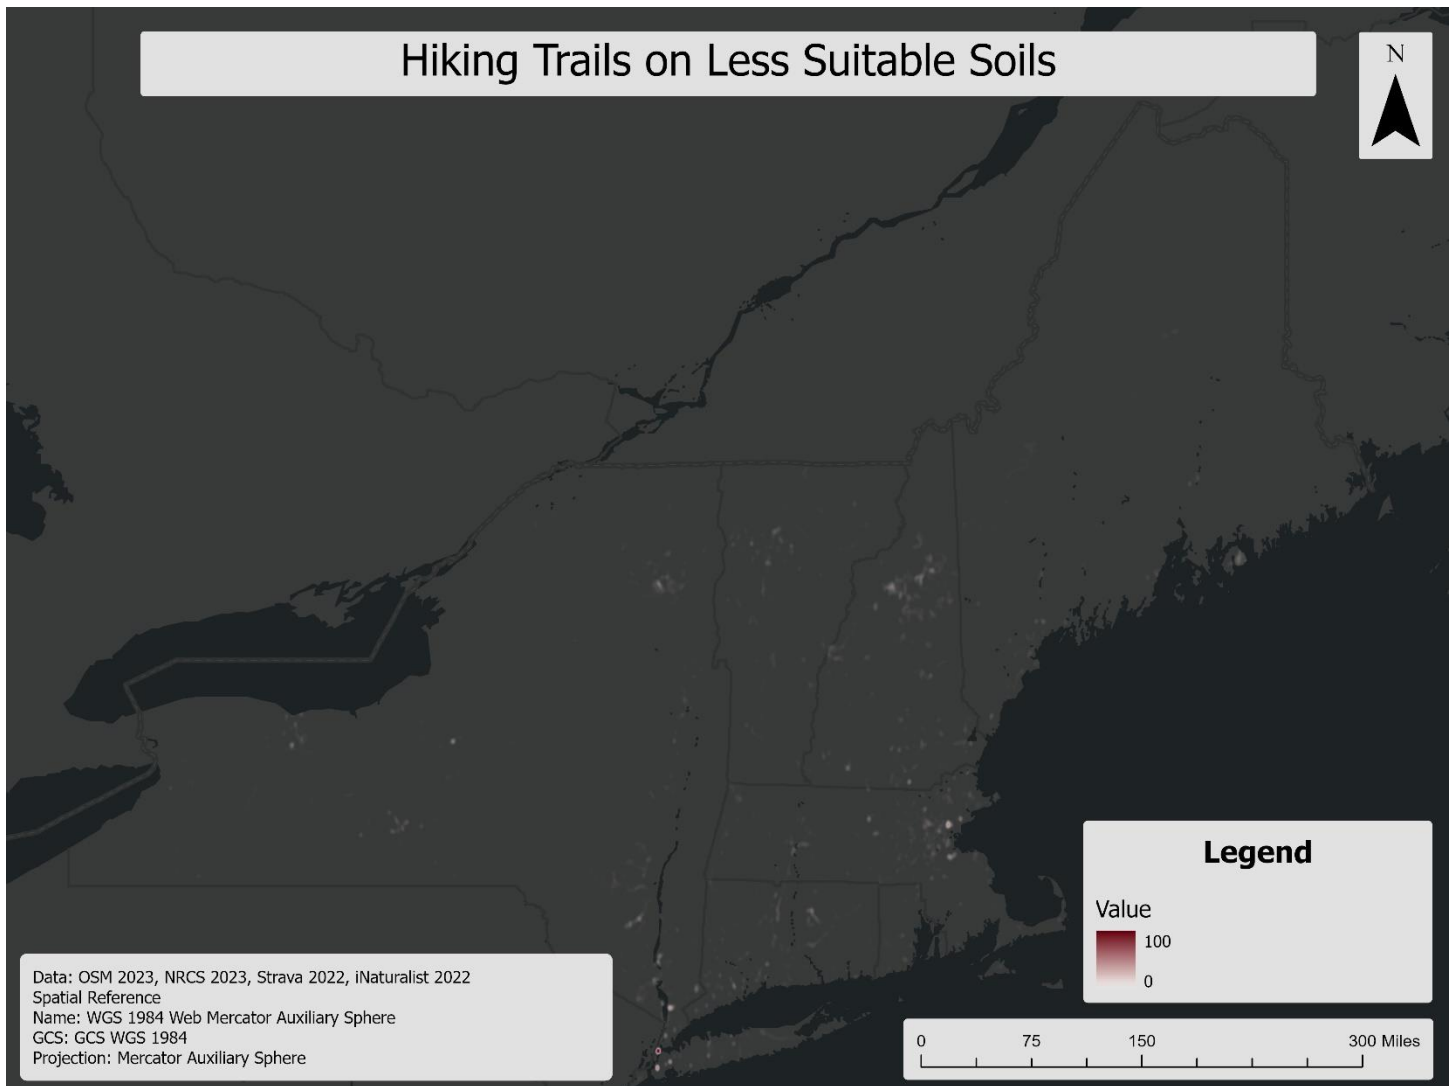 Hiking Trails on Less Suitable Soils
N
Legend
Value
100
0
Data: OSM 2023, NRCS 2023, Strava 2022, iNaturalist 2022
Spatial Reference
Name: WGS 1984 Web Mercator Auxiliary Sphere
GCS: GCS WGS 1984
Projection: Mercator Auxiliary Sphere
0 75 150 300 Miles